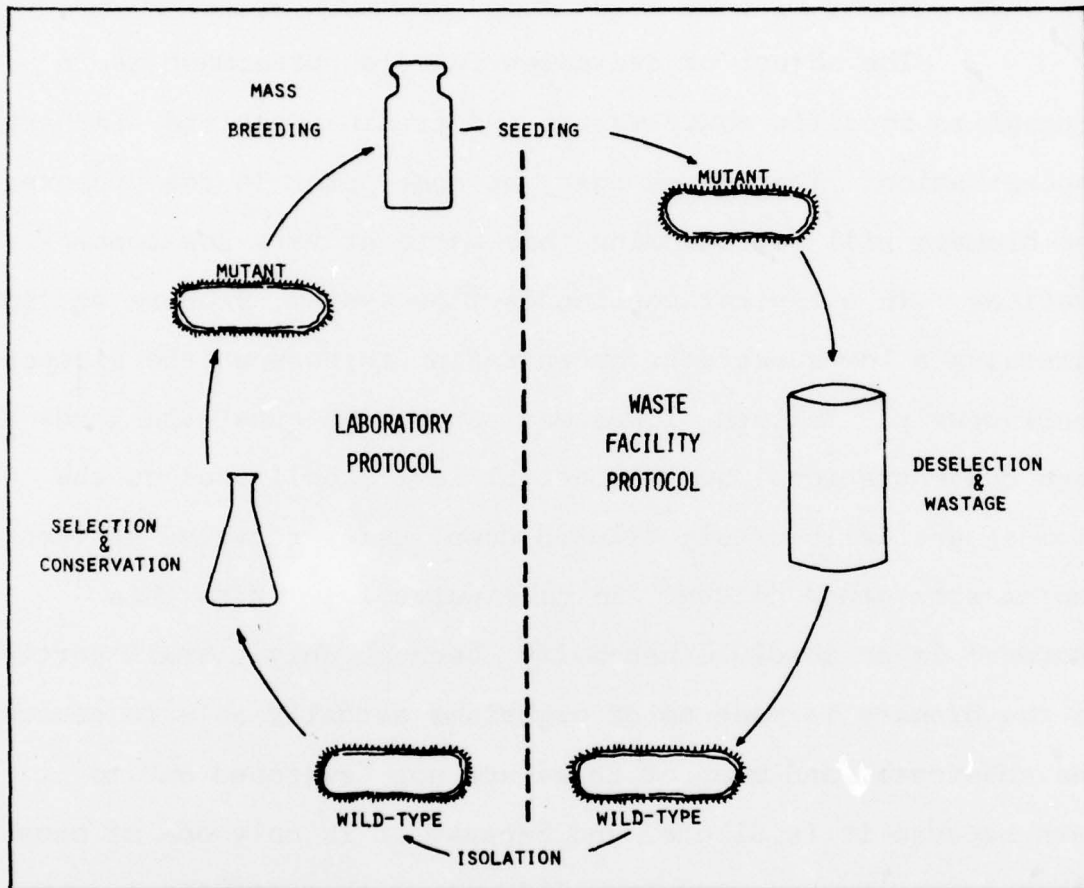 MASS
BREEDING
SEEDING
MUTANT
MUTANT
LABORATORY
PROTOCOL
WASTE
FACILITY
PROTOCOL
DESELECTION
&
WASTAGE
SELECTION
&
CONSERVATION
WILD-TYPE
WILD-TYPE
ISOLATION